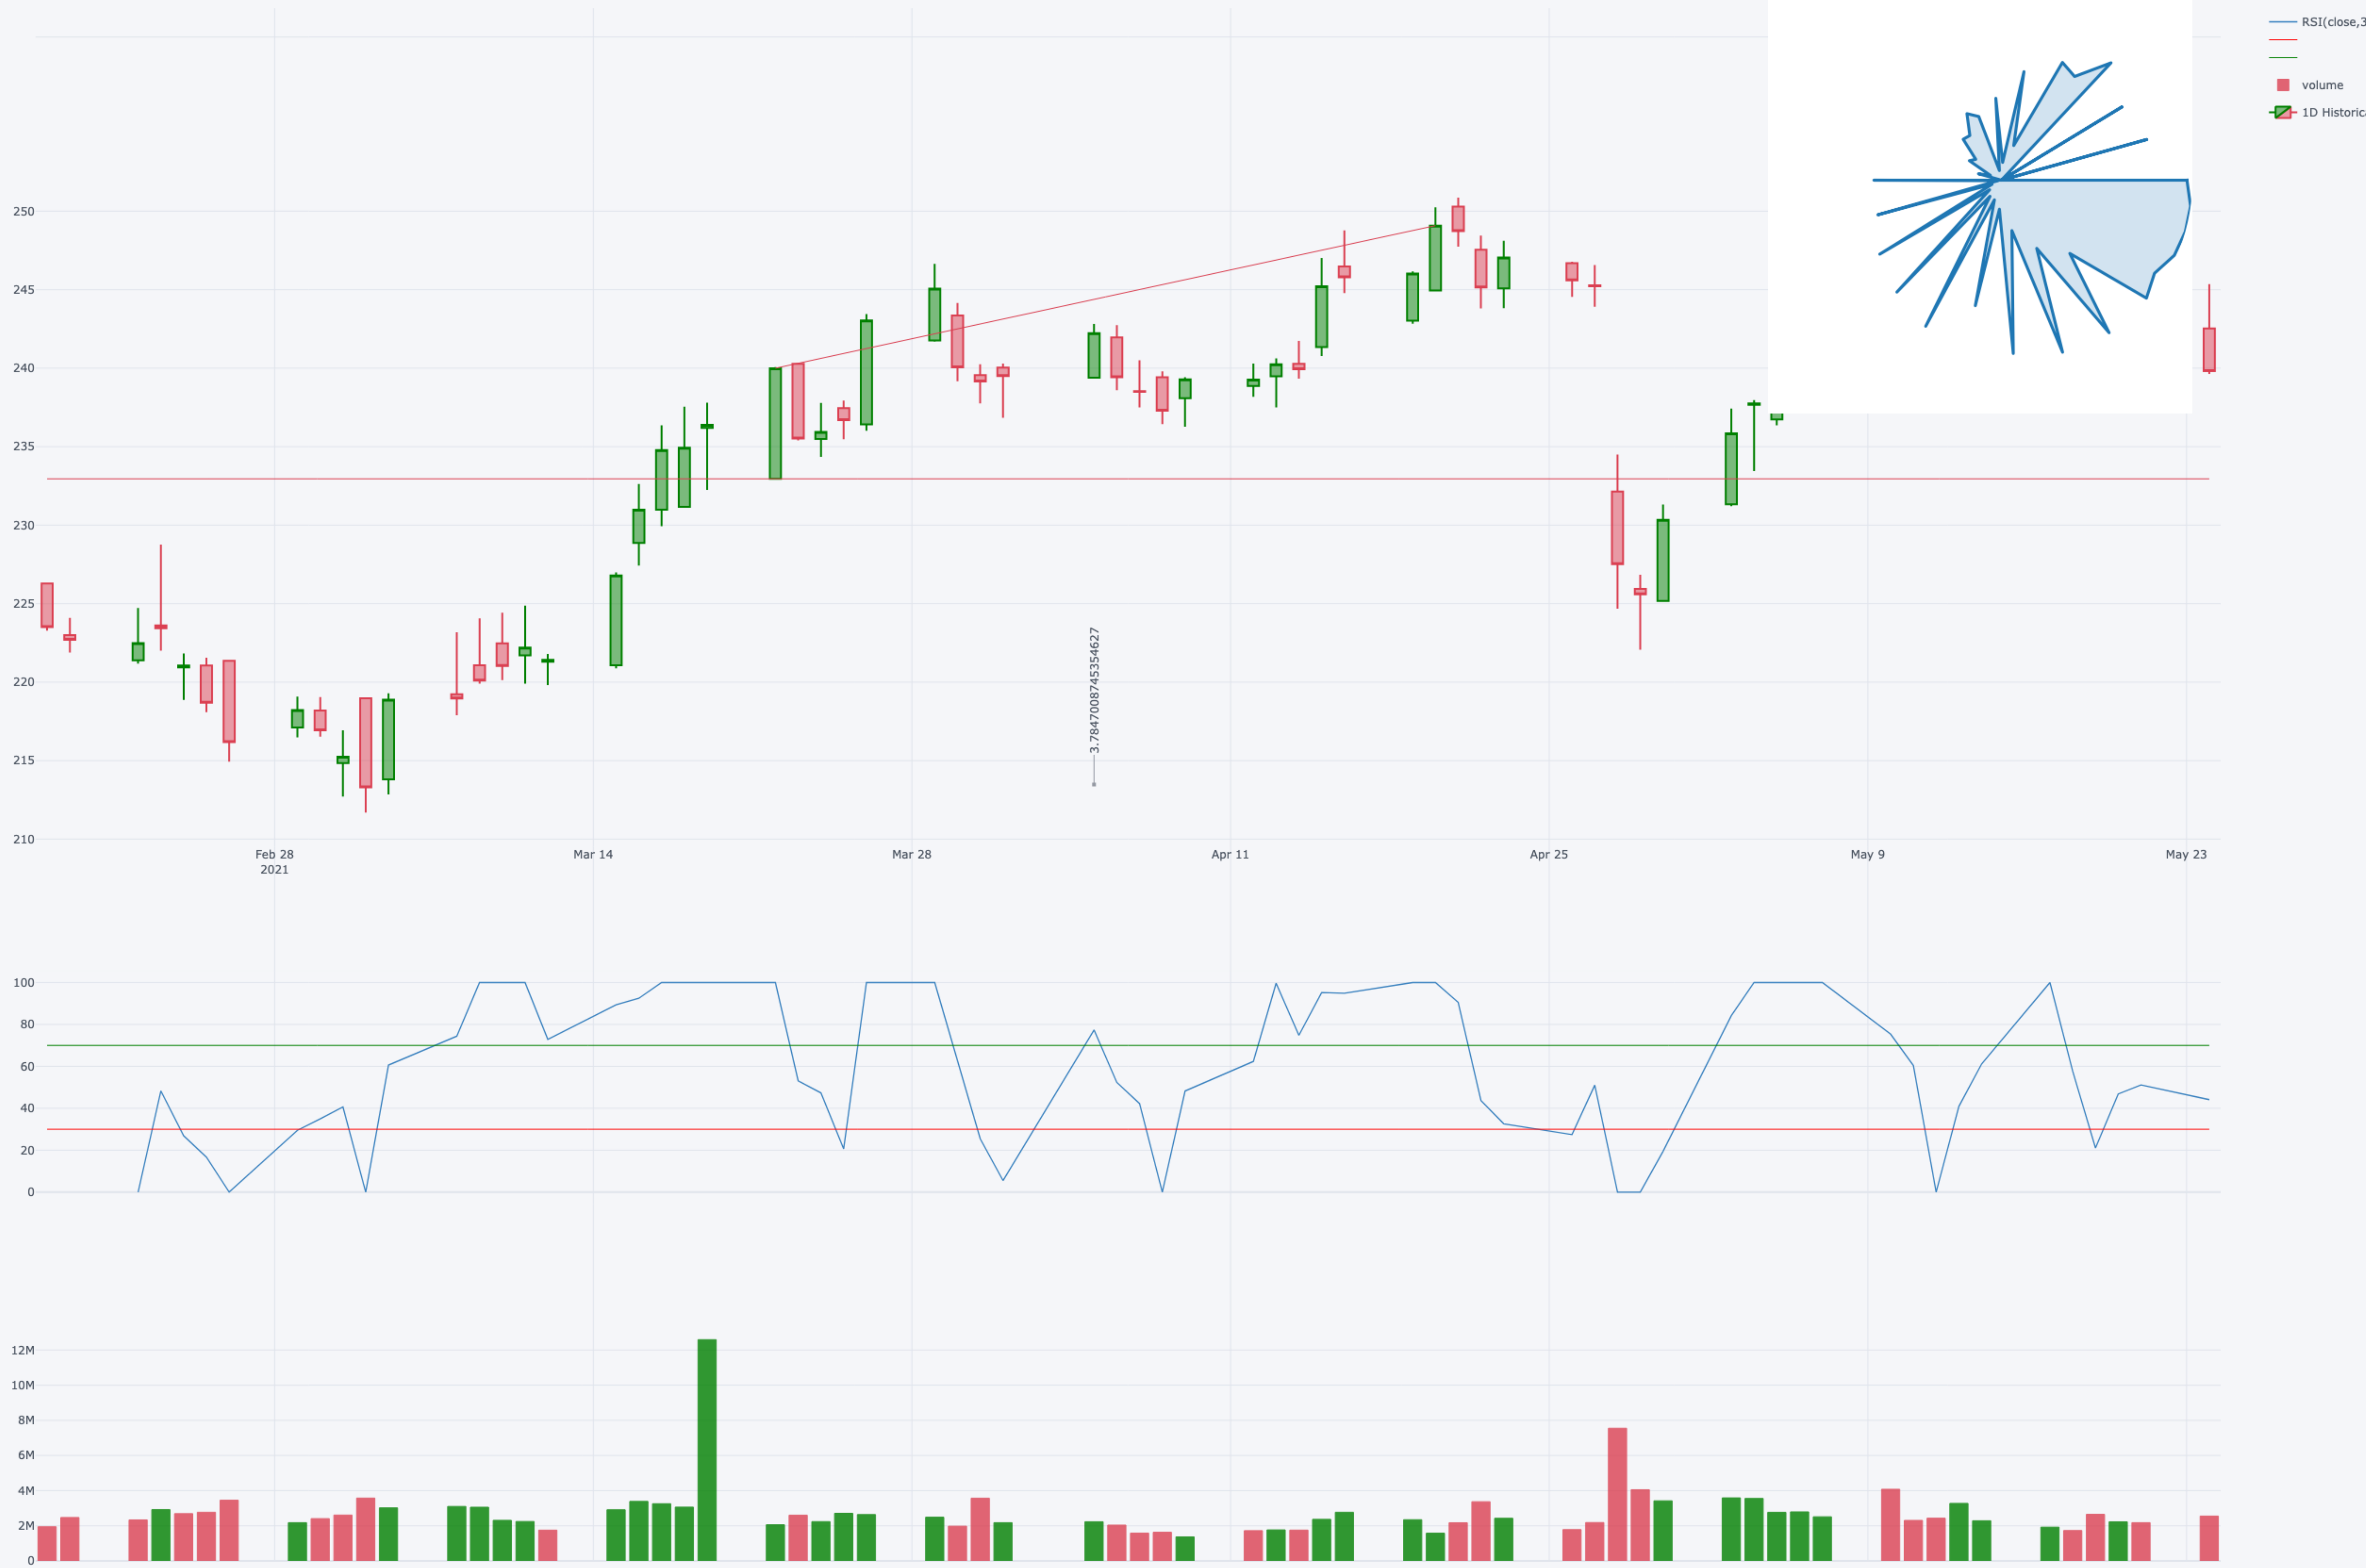 RSI(close,3
volume
1D Historic
250
245
240
235
230
225
220
215
210
3.7847008745354627
Feb 28
2021
Mar 14
Mar 28
Apr 11
Apr 25
May 9
May 23
100
80
60
40
20
0
12M
10M
8M
6M
4M
2M
0